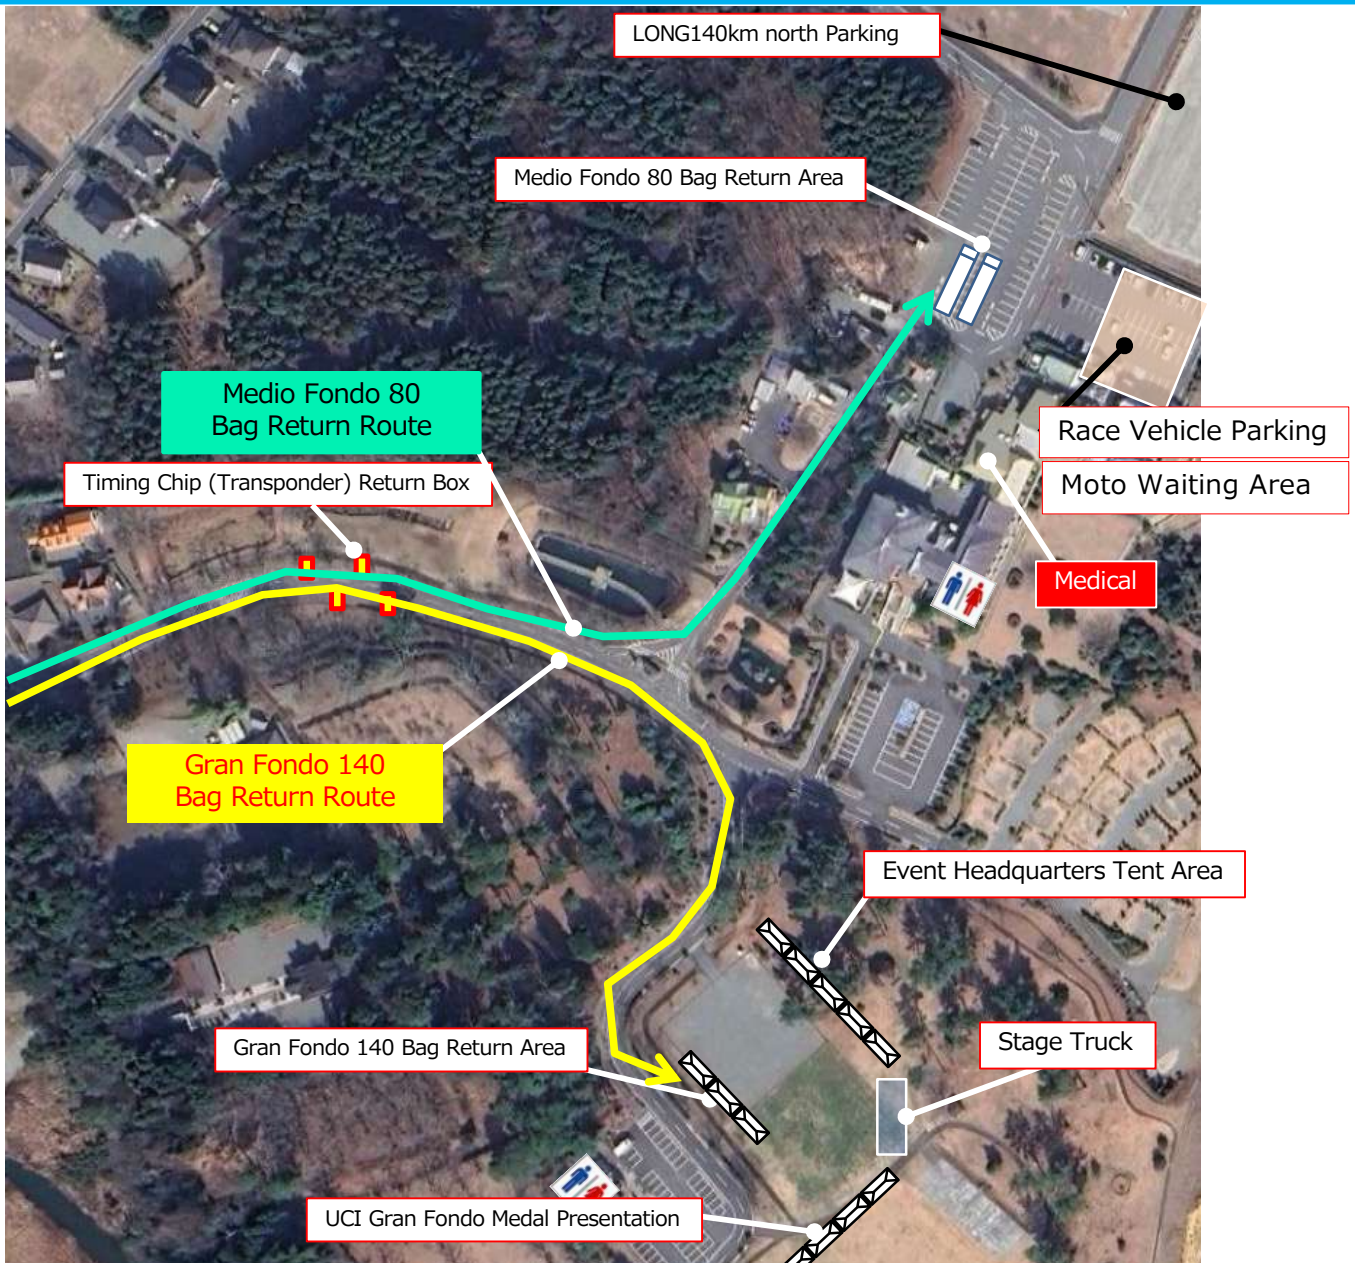 LONG140km north Parking
Medio Fondo 80 Bag Return Area
Medio Fondo 80
Bag Return Route
Timing Chip (Transponder) Return Box
Race Vehicle Parking
Moto Waiting Area
Medical
Gran Fondo 140
Bag Return Route
Event Headquarters Tent Area
Gran Fondo 140 Bag Return Area
Stage Truck
UCI Gran Fondo Medal Presentation